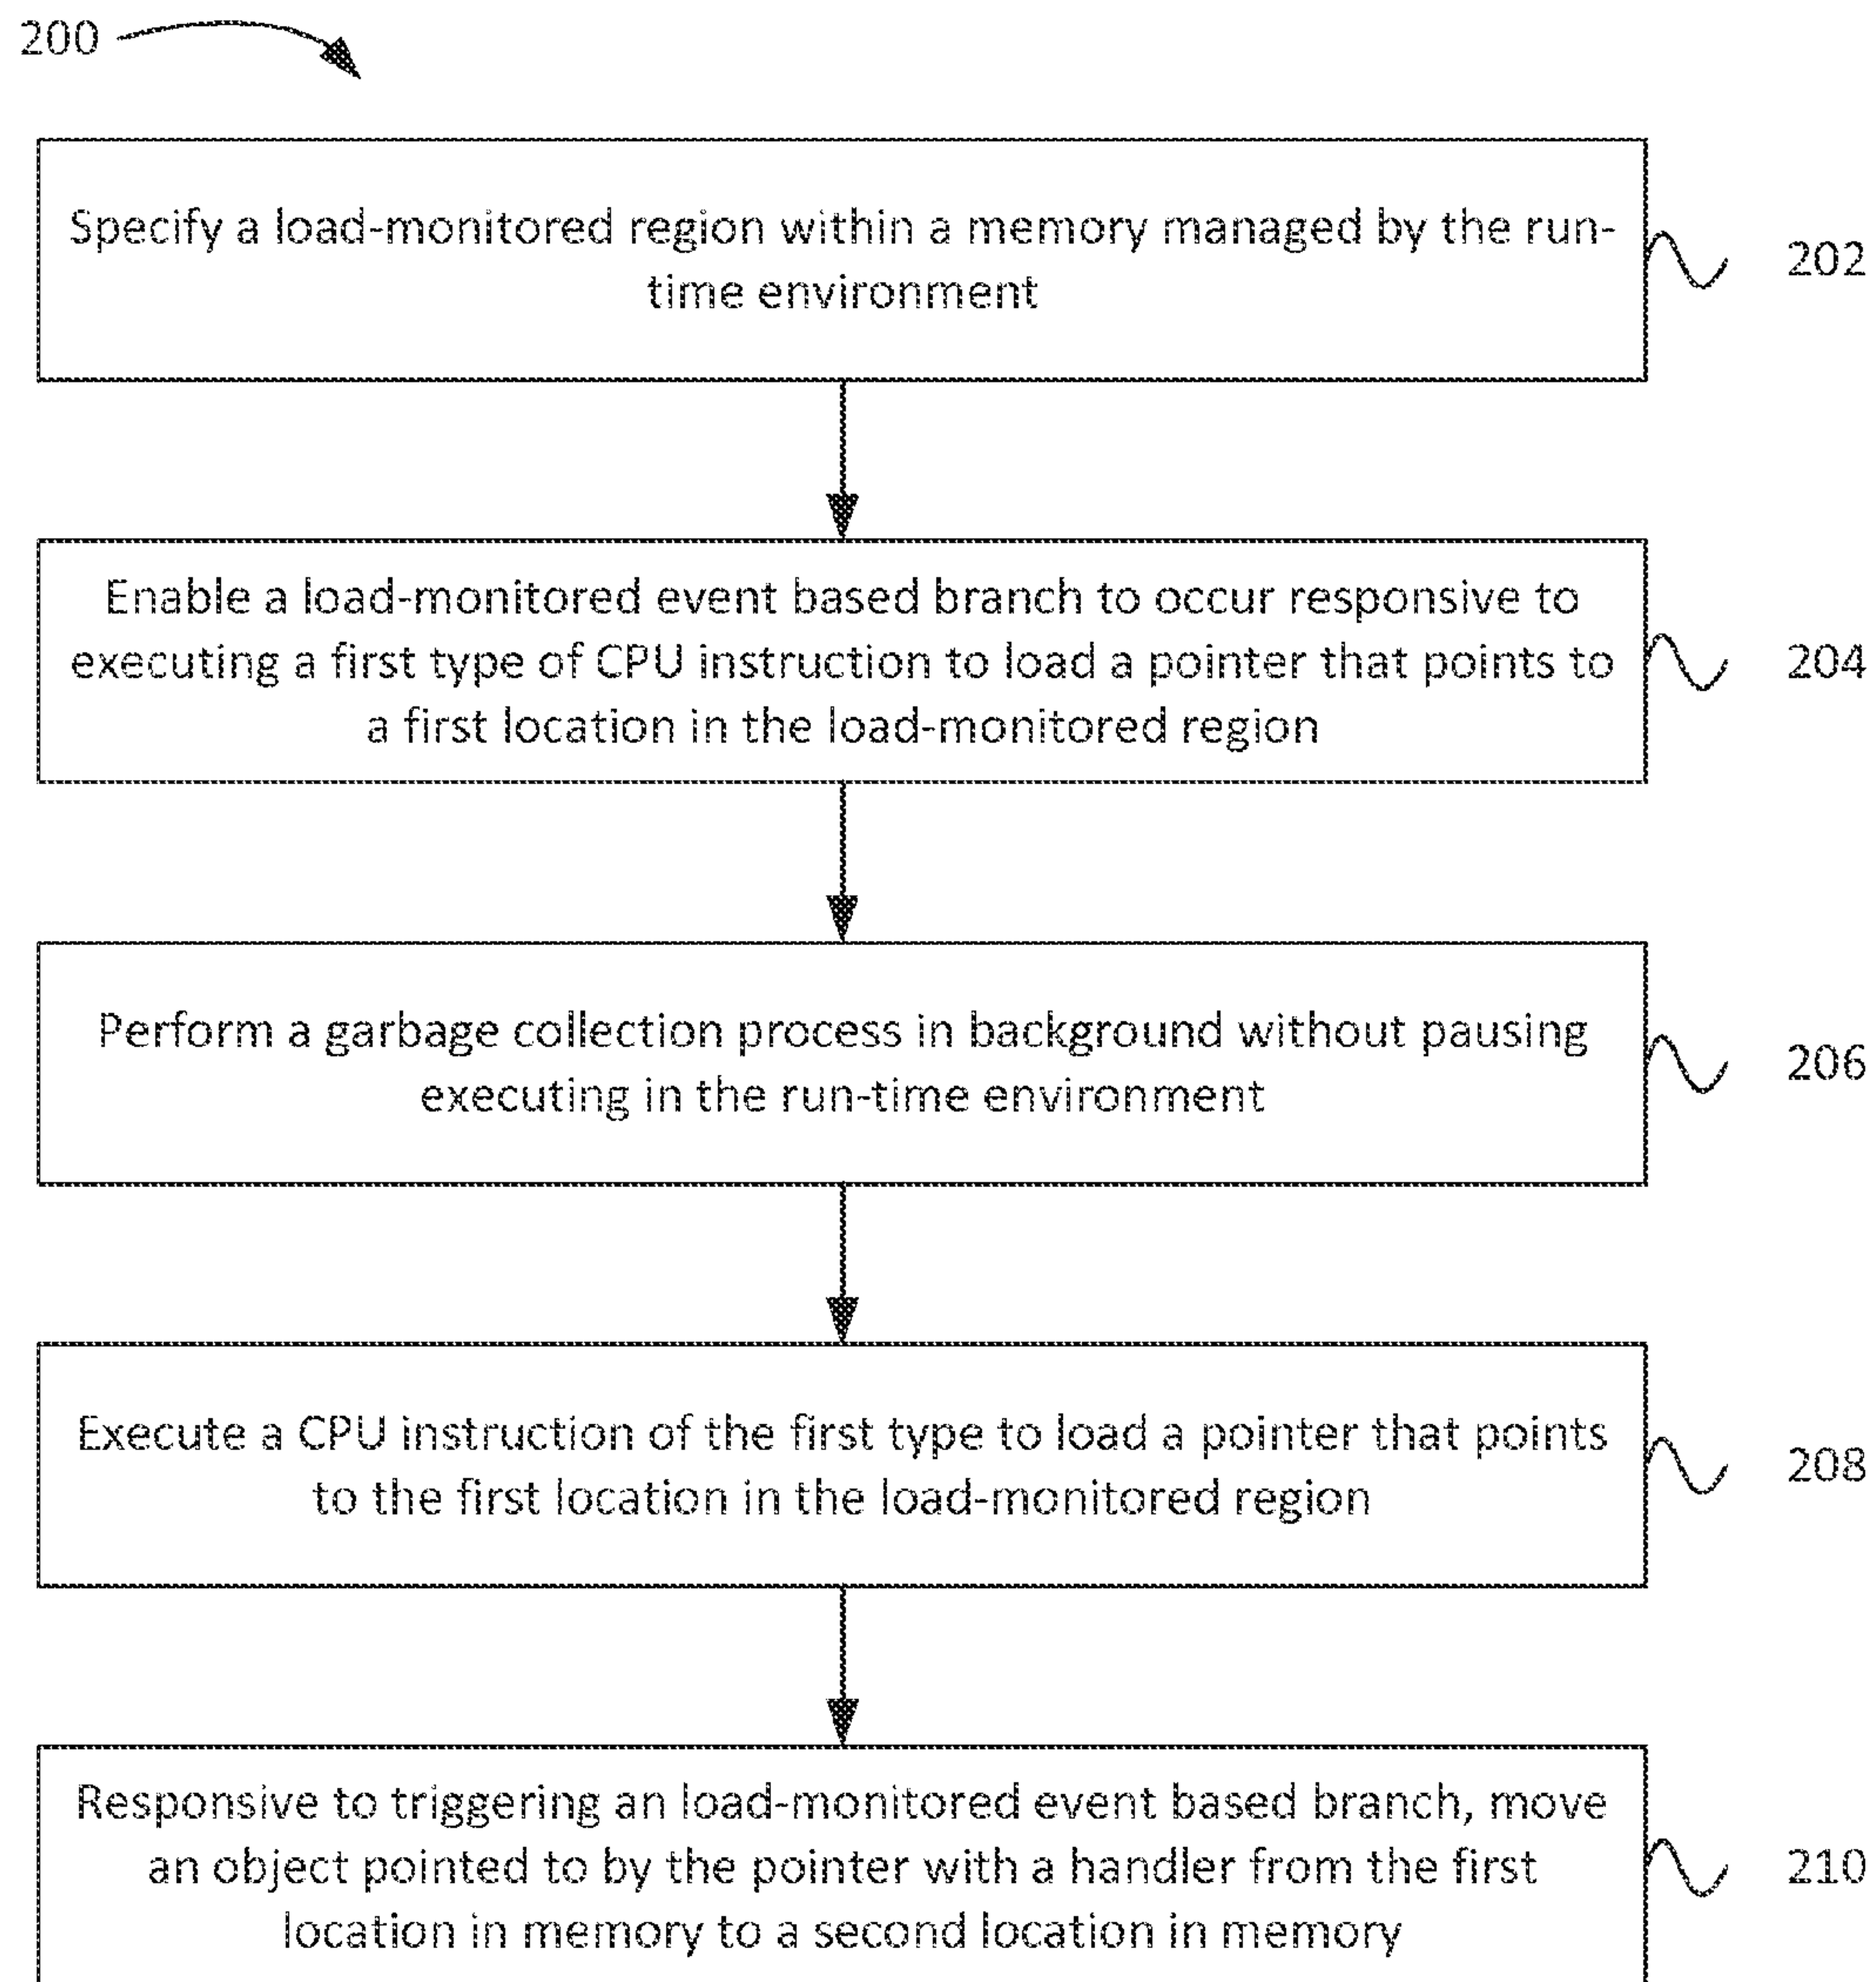 200
Specify a load-monitored region within a memory managed by the run-
time environment
202
Enable a load-monitored event based branch to occur responsive to
executing a first type of CPU instruction to load a pointer that points to
a first location in the load-monitored region
204
Perform a garbage collection process in background without pausing
executing in the run-time environment
206
Execute a CPU instruction of the first type to load a pointer that points
to the first location in the load-monitored region
208
Responsive to triggering an load-monitored event based branch, move
an object pointed to by the pointer with a handler from the first
location in memory to a second location in memory
210